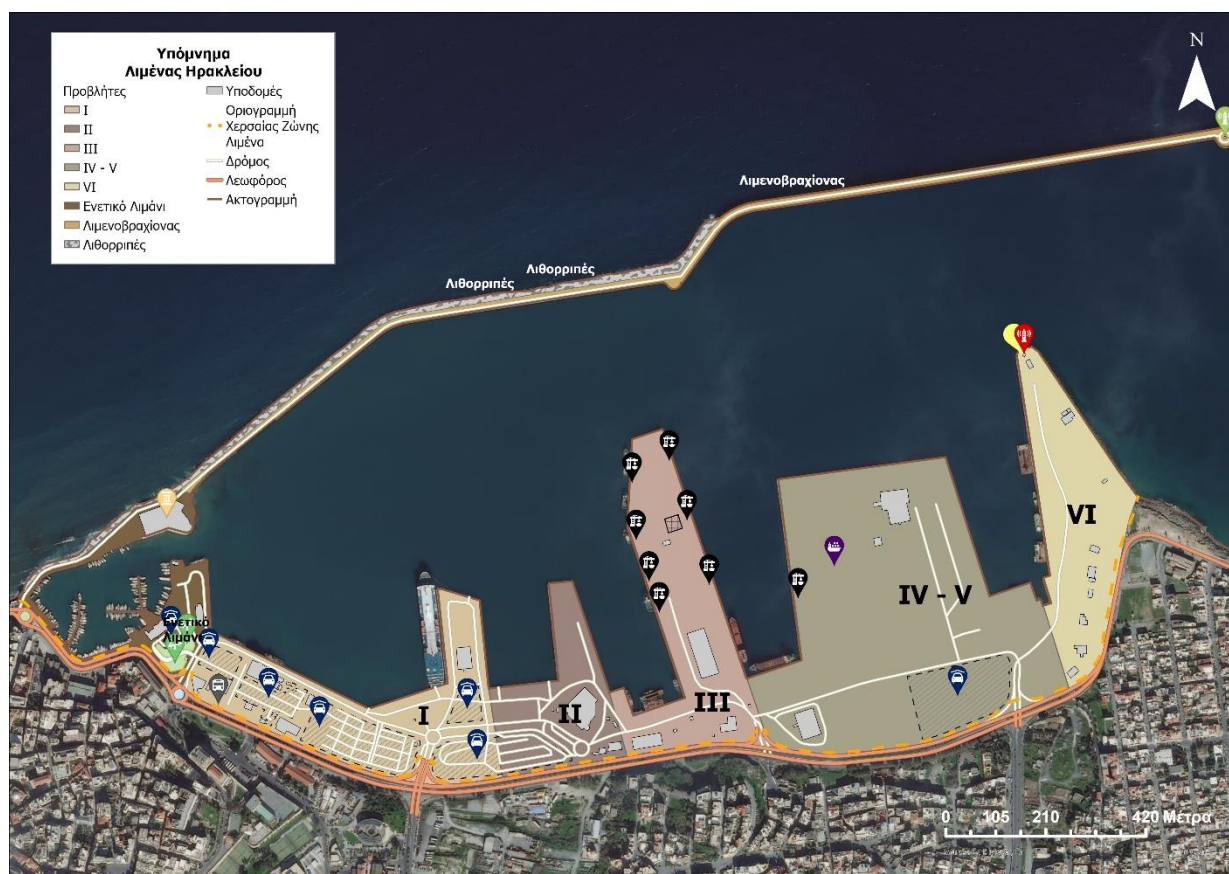 Υπόμνημα
Λιμένας Ηρακλείου
Προβλήτες
I
II
III
IV - V
VI
Ενετικό Λιμάνι
Λιμενοβραχίονας
Λιθορριπές
Υποδομές
Οριογραμμή
Χερσαίας Ζώνης
Λιμένα
Δρόμος
Λεωφόρος
Ακτογραμμή
N
Λιμενοβραχίονας
Λιθορριπές
Λιθορριπές
VI
IV - V
Ενετικό
Λιμάνι
I
II
III
0 105 210 420 Μέτρα